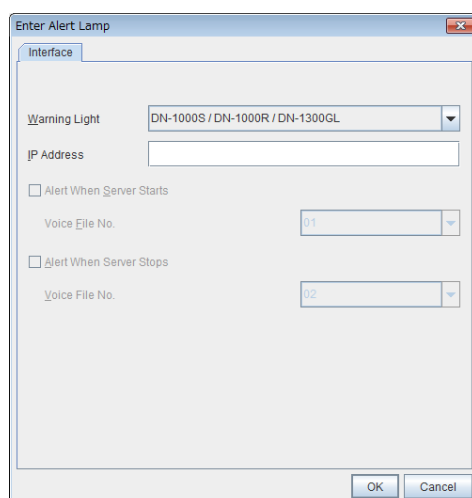 Enter Alert Lamp
Interface
Warning Light DN-1000S / DN-1000R / DN-1300GL
IP Address
Alert When Server Starts
Voice File No. 01
Alert When Server Stops
Voice File No. 02
OK Cancel